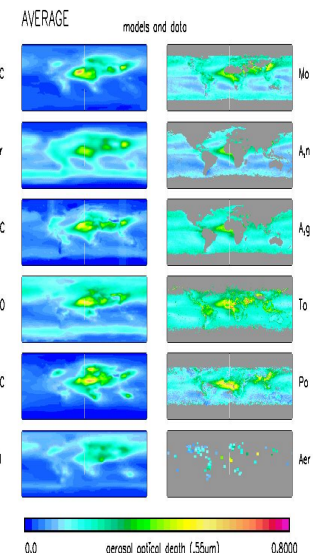 AVERAGE
models and data
C Mo
r A,n
C A,g
O To
C Po
Aer
0.0 aerosol optical depth (.55um) 0.8000